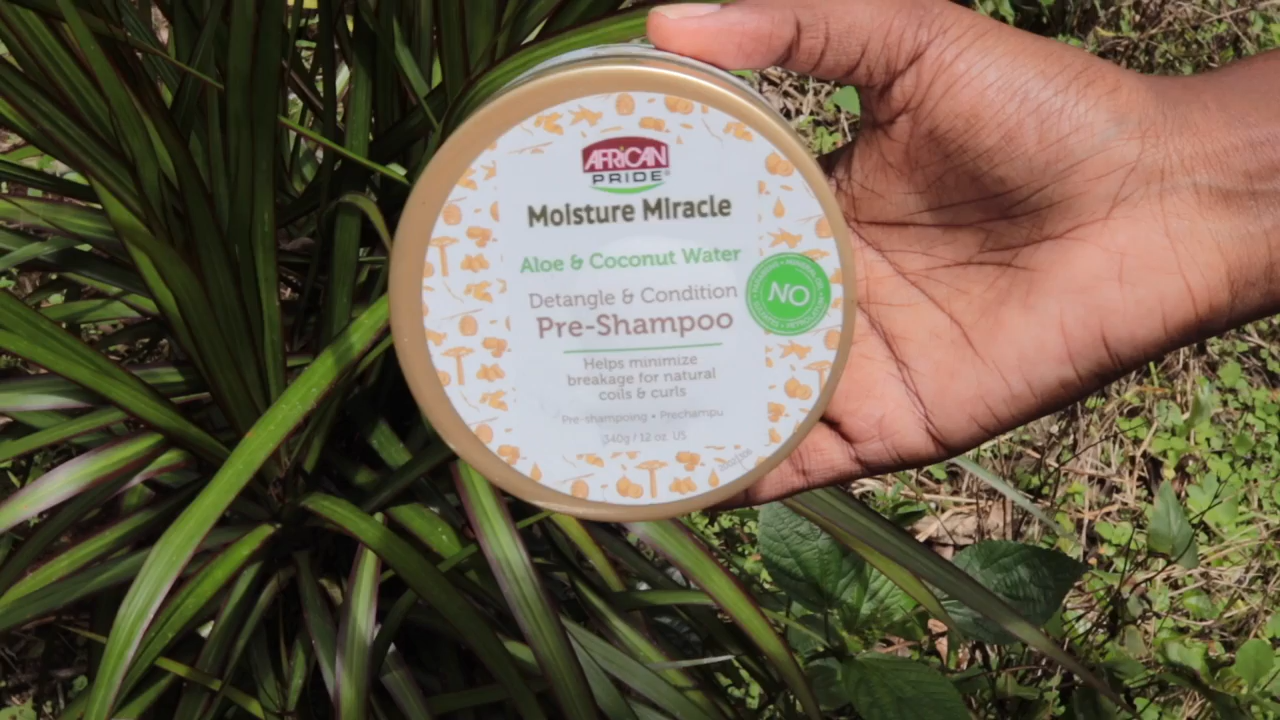 AFRICAN
PRIDE®
Moisture Miracle
Aloe & Coconut Water
Detangle & Condition
Pre-Shampoo
NO
Helps minimize
breakage for natural
coils & curls
Pre-shampoing • Prechampu
340g / 12 oz. US